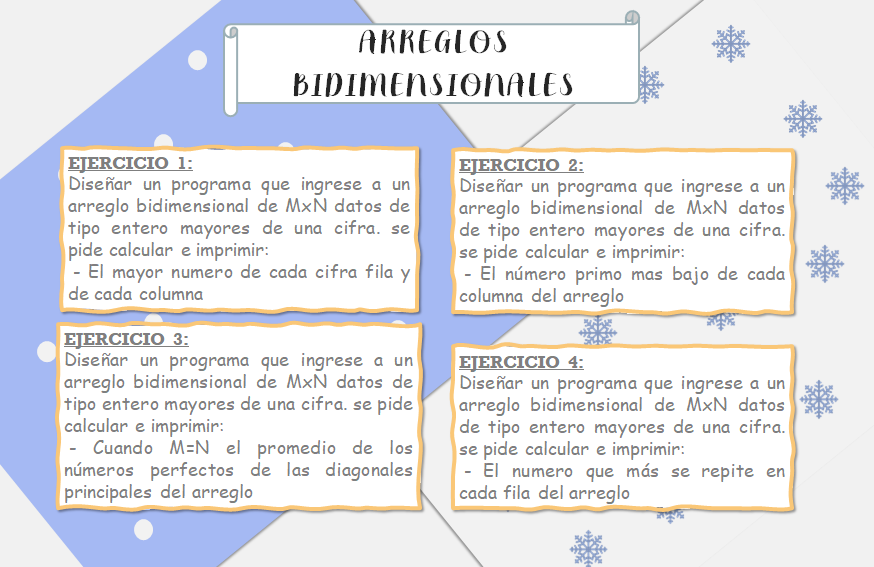 ARREGLOS
BIDIMENSIONALES
EJERCICIO 1:
Diseñar un programa que ingrese a un
arreglo bidimensional de MxN datos de
tipo entero mayores de una cifra. se
pide calcular e imprimir:
- El mayor numero de cada cifra fila y
de cada columna
EJERCICIO 2:
Diseñar un programa que ingrese a un
arreglo bidimensional de MxN datos
de tipo entero mayores de una cifra.
se pide calcular e imprimir:
- El número primo mas bajo de cada
columna del arreglo
EJERCICIO 3:
Diseñar un programa que ingrese a un
arreglo bidimensional de MxN datos de
tipo entero mayores de una cifra. se pide
calcular e imprimir:
- Cuando M=N el promedio de los
números perfectos de las diagonales
principales del arreglo
EJERCICIO 4:
Diseñar un programa que ingrese a un
arreglo bidimensional de MxN datos
de tipo entero mayores de una cifra.
se pide calcular e imprimir:
- El numero que más se repite en
cada fila del arreglo